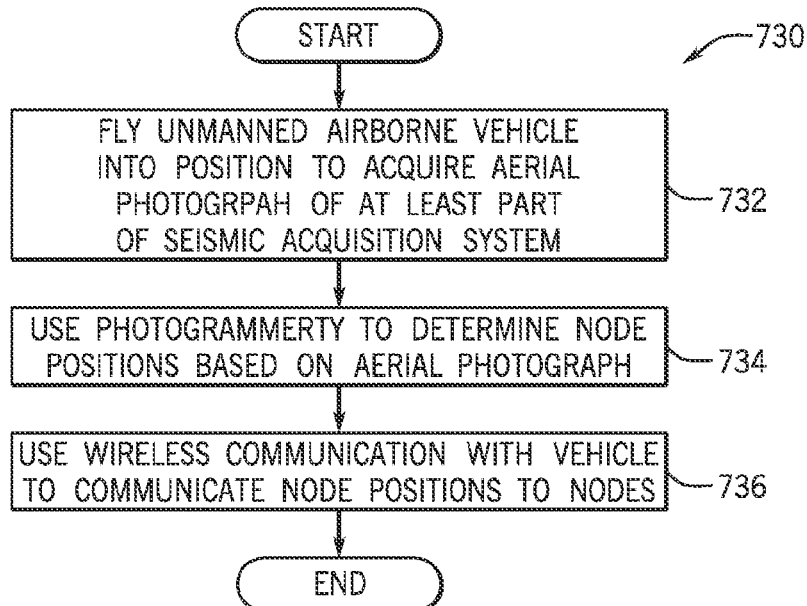 START
730
FLY UNMANNED AIRBORNE VEHICLE
INTO POSITION TO ACQUIRE AERIAL
PHOTOGRPAH OF AT LEAST PART
OF SEISMIC ACQUISITION SYSTEM
732
USE PHOTOGRAMMERTY TO DETERMINE NODE
POSITIONS BASED ON AERIAL PHOTOGRAPH
734
USE WIRELESS COMMUNICATION WITH VEHICLE
TO COMMUNICATE NODE POSITIONS TO NODES
736
END